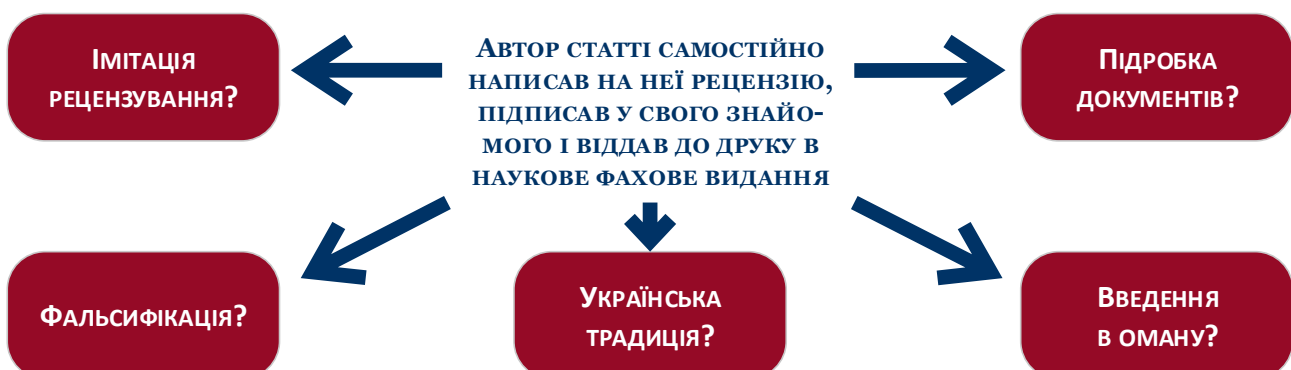 Імітація
рецензування?
Автор статті самостійно
написав на неї рецензію,
підписав у свого знайо-
мого і віддав до друку в
наукове фахове видання
Підробка
документів?
Фальсифікація?
Українська
традиція?
Введення
в оману?